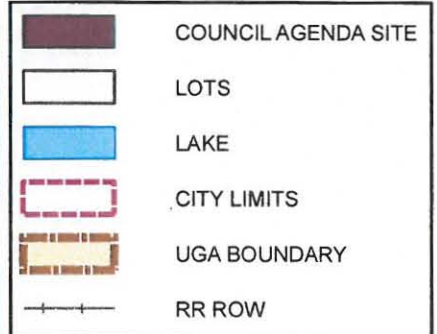 COUNCIL AGENDA SITE
LOTS
LAKE
CITY LIMITS
UGA BOUNDARY
RR ROW